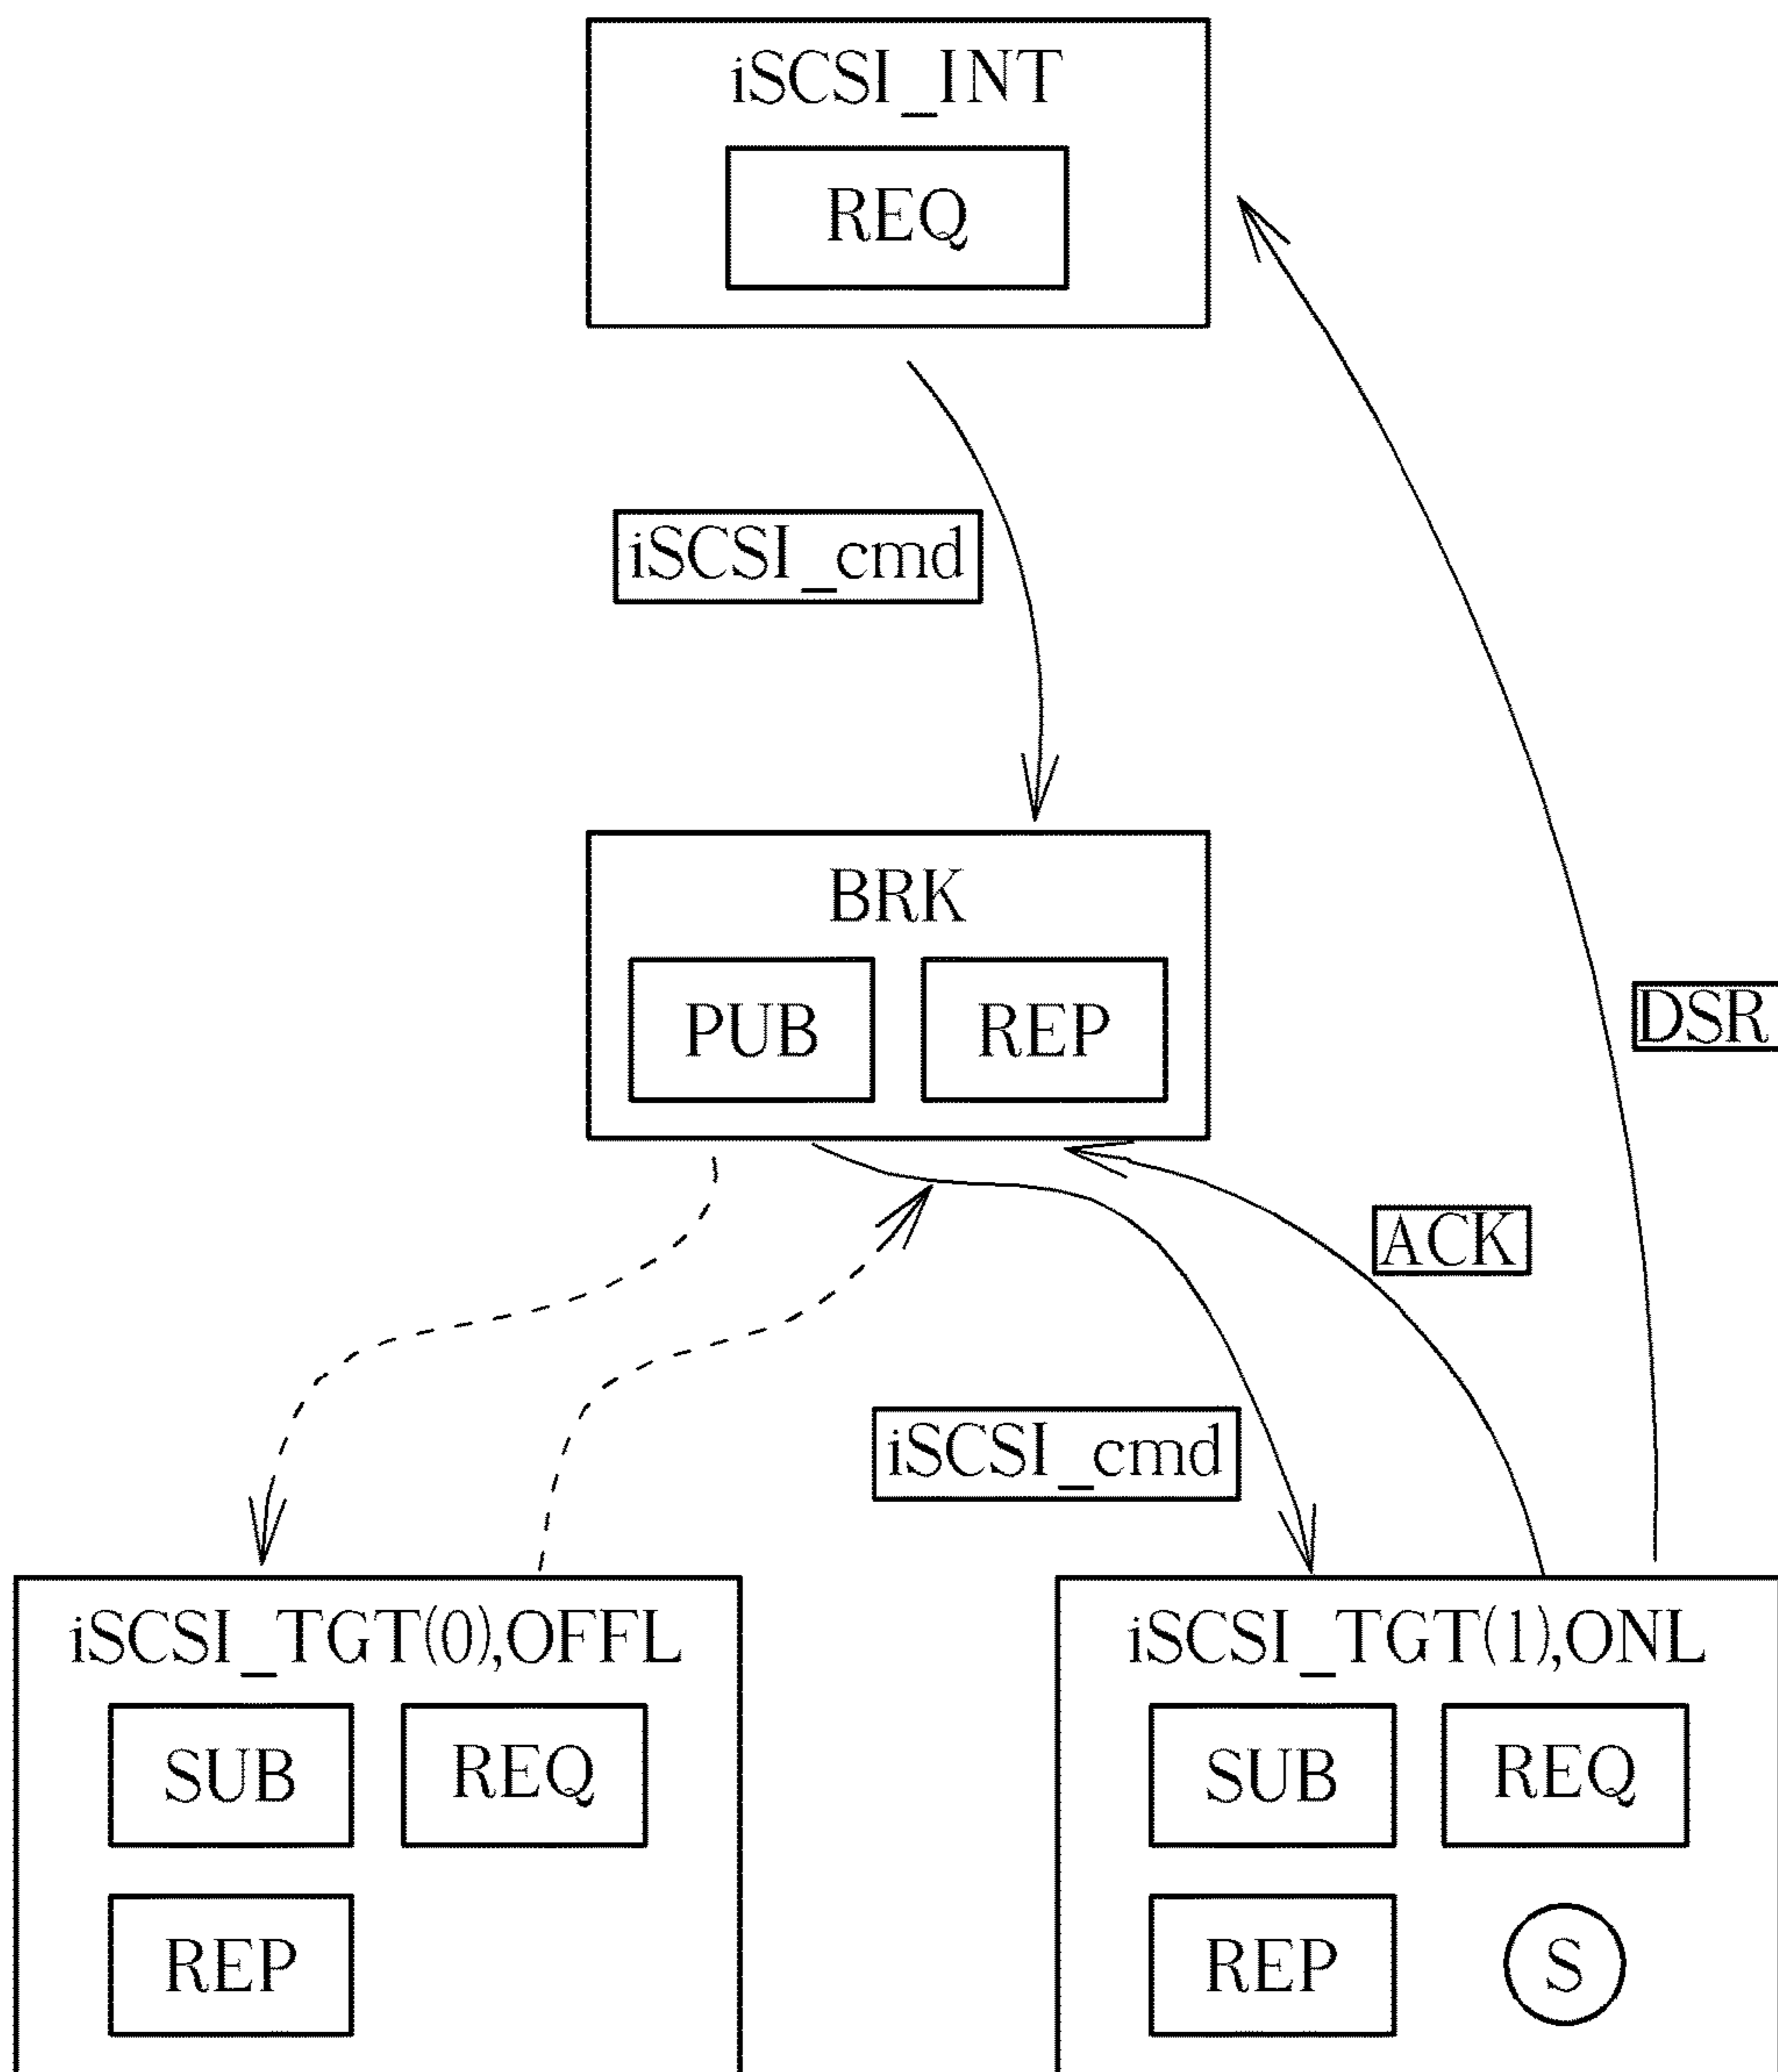 iSCSI_INT
REQ
iSCSI_cmd
BRK
PUB
REP
DSR
ACK
iSCSI_cmd
iSCSI_TGT(0),OFFL
SUB
REQ
REP
iSCSI_TGT(1),ONL
SUB
REQ
REP
S